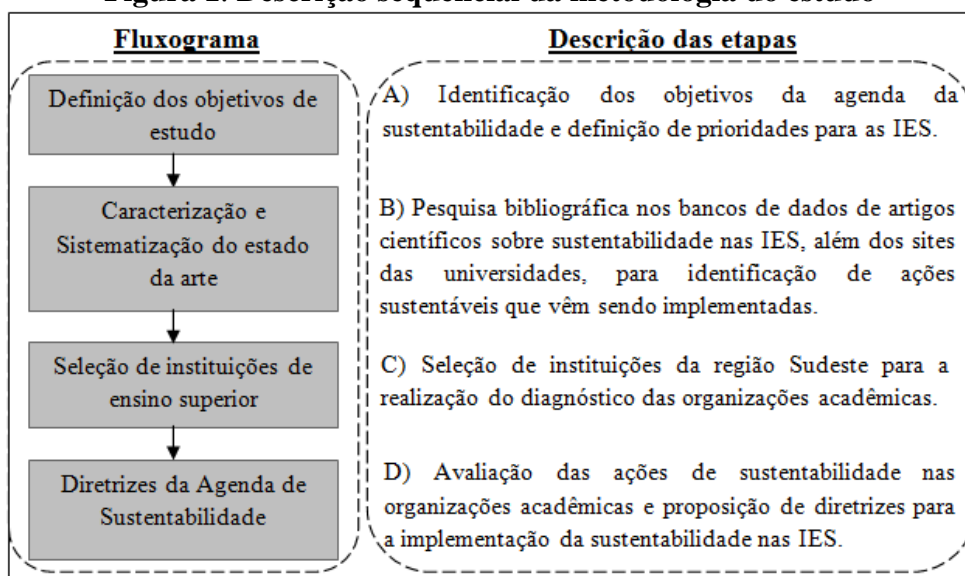 Fluxograma
Definição dos objetivos de
estudo
Caracterização e
Sistematização do estado
da arte
Seleção de instituições de
ensino superior
Diretrizes da Agenda de
Sustentabilidade
Descrição das etapas
A) Identificação dos objetivos da agenda da
sustentabilidade e definição de prioridades para as IES.
B) Pesquisa bibliográfica nos bancos de dados de artigos
científicos sobre sustentabilidade nas IES, além dos sites
das universidades, para identificação de ações
sustentáveis que vêm sendo implementadas.
C) Seleção de instituições da região Sudeste para a
realização do diagnóstico das organizações acadêmicas.
D) Avaliação das ações de sustentabilidade nas
organizações acadêmicas e proposição de diretrizes para
a implementação da sustentabilidade nas IES.